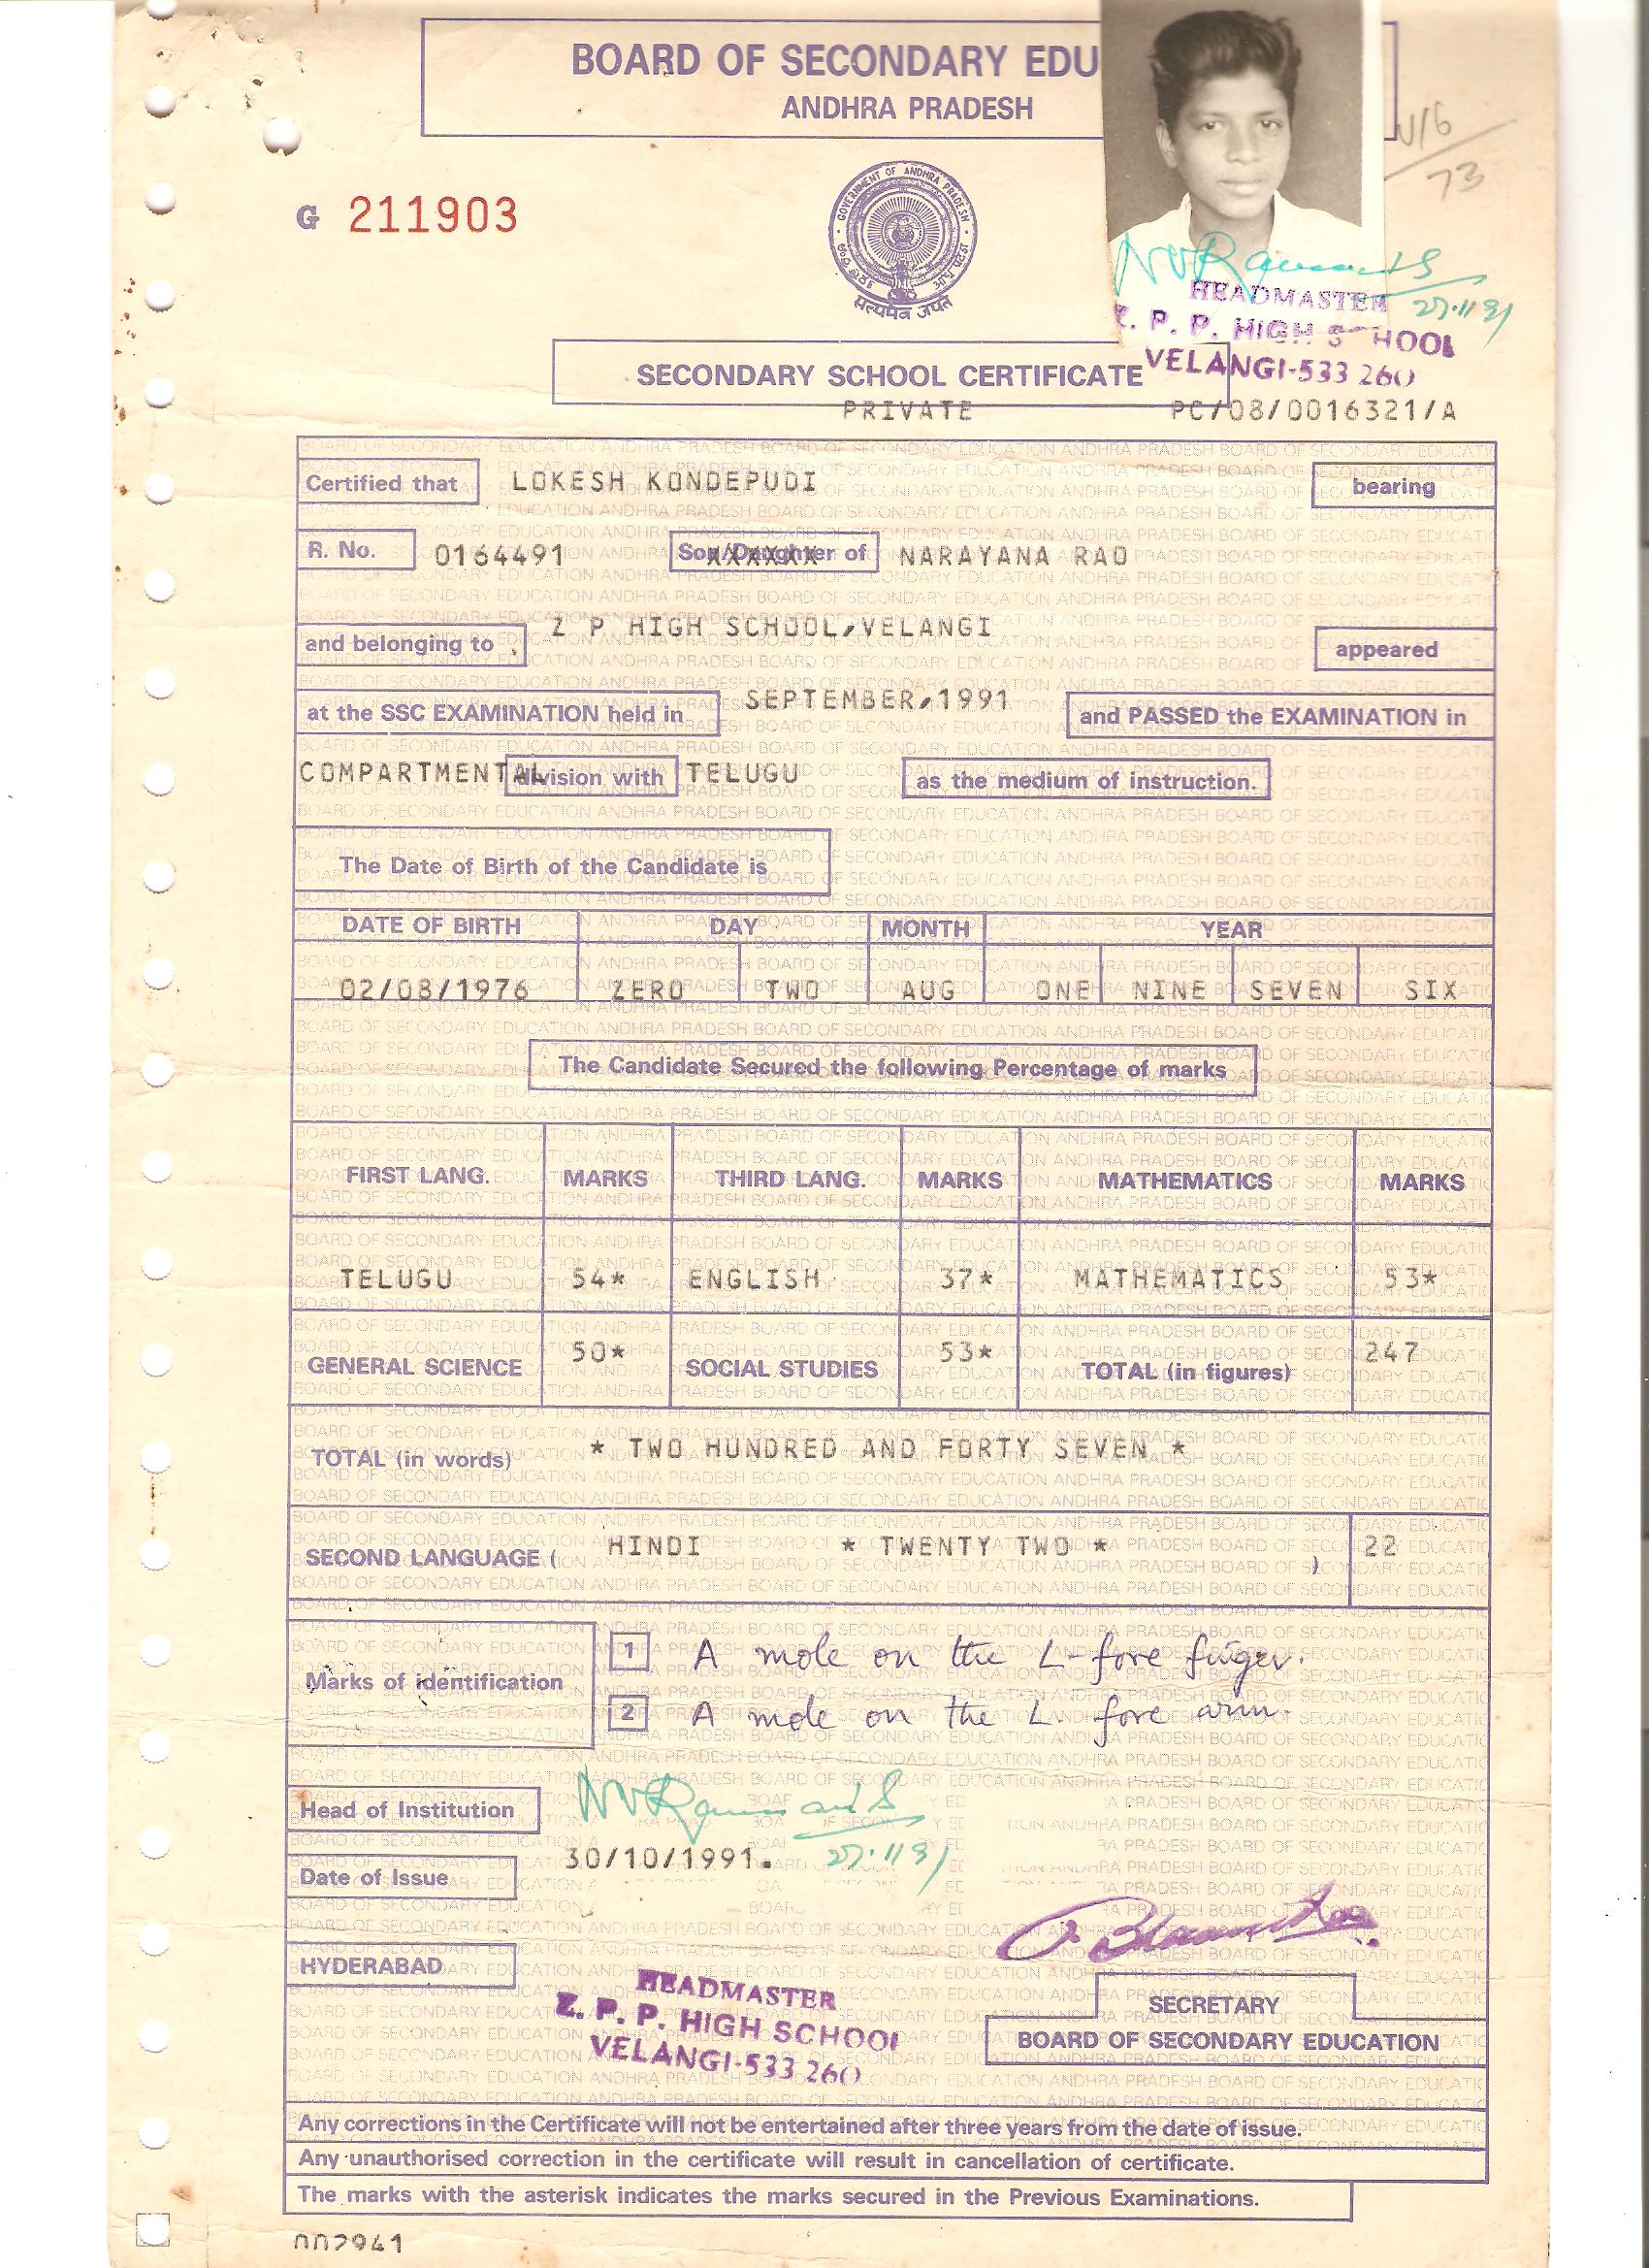 BOARD OF SECONDARY EDU
ANDHRA PRADESH
V/6
73
G 211903
GOVERNMENT OF ANDHRA PRADESH
सत्यमेव जयते
27.11.91
HEADMASTER
Z. P. P. HIGH SCHOOL
VELANGI-533 260
SECONDARY SCHOOL CERTIFICATE
PRIVATE PC/08/0016321/A
Certified that LOKESH KONDEPUDI bearing
R. No. 0164491 Son/Daughter of NARAYANA RAO
and belonging to Z P HIGH SCHOOL,VELANGI appeared
at the SSC EXAMINATION held in SEPTEMBER,1991 and PASSED the EXAMINATION in
COMPARTMENTAL division with TELUGU as the medium of instruction.
The Date of Birth of the Candidate is
DATE OF BIRTH DAY MONTH YEAR
02/08/1976 ZERO TWO AUG ONE NINE SEVEN SIX
The Candidate Secured the following Percentage of marks
FIRST LANG. MARKS THIRD LANG. MARKS MATHEMATICS MARKS
TELUGU 54* ENGLISH 37* MATHEMATICS 53*
GENERAL SCIENCE 50* SOCIAL STUDIES 53* TOTAL (in figures) 247
TOTAL (in words) * TWO HUNDRED AND FORTY SEVEN *
SECOND LANGUAGE ( HINDI * TWENTY TWO * ) 22
Marks of identification
1 A mole on the L-fore finger.
2 A mole on the L. fore arm.
Head of Institution
27.11.91
Date of Issue 30/10/1991.
HYDERABAD
HEADMASTER
Z. P. P. HIGH SCHOOL
VELANGI-533 260
SECRETARY
BOARD OF SECONDARY EDUCATION
Any corrections in the Certificate will not be entertained after three years from the date of issue.
Any unauthorised correction in the certificate will result in cancellation of certificate.
The marks with the asterisk indicates the marks secured in the Previous Examinations.
002941